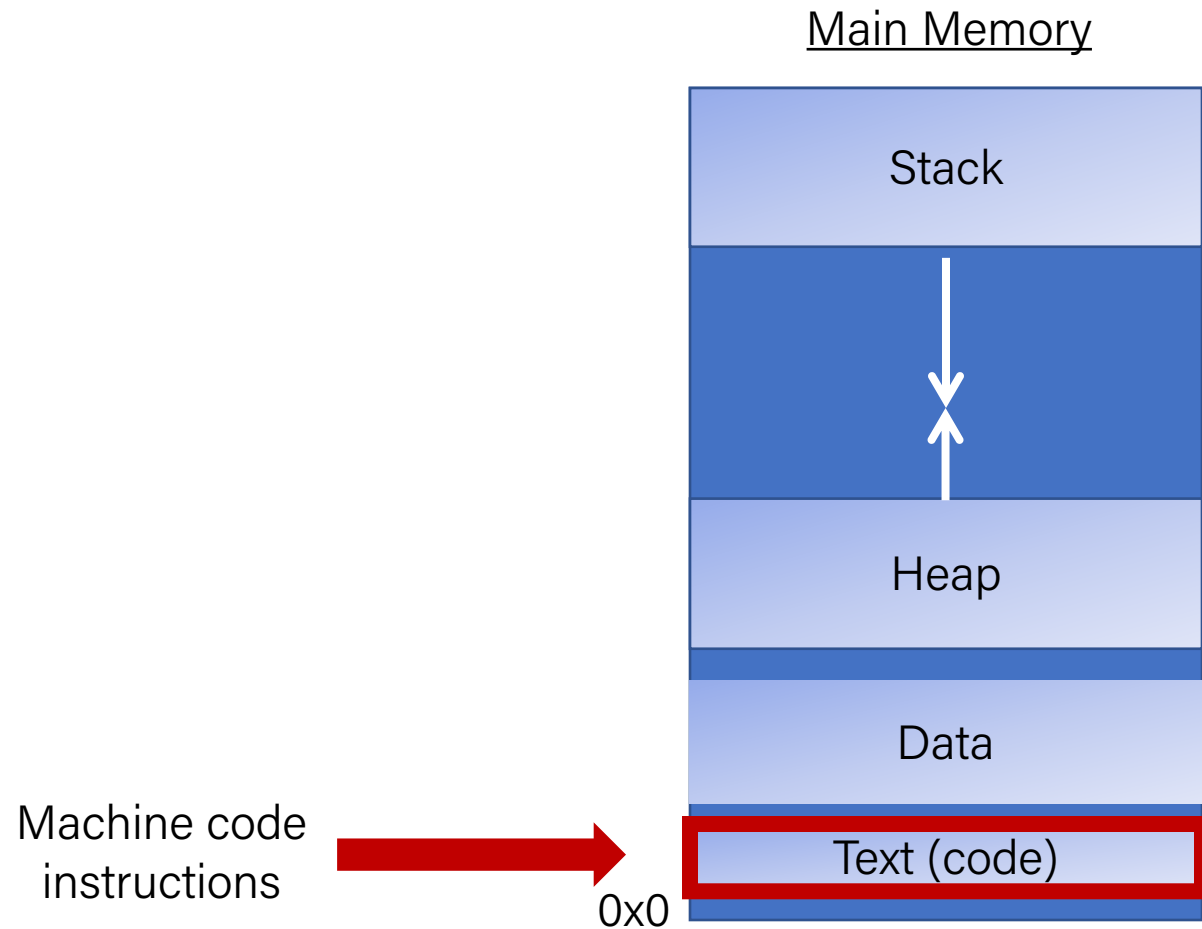 Main Memory
Stack
Heap
Data
Machine code
instructions
Text (code)
0x0